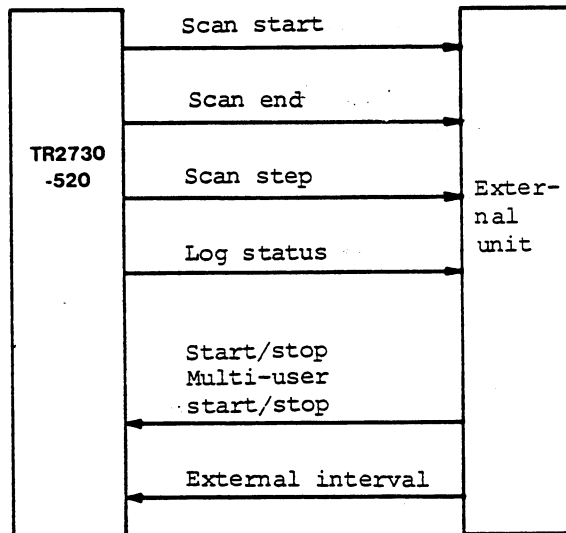 Scan start
Scan end
TR2730
-520
Scan step
Exter-
nal
unit
Log status
Start/stop
Multi-user
start/stop
External interval